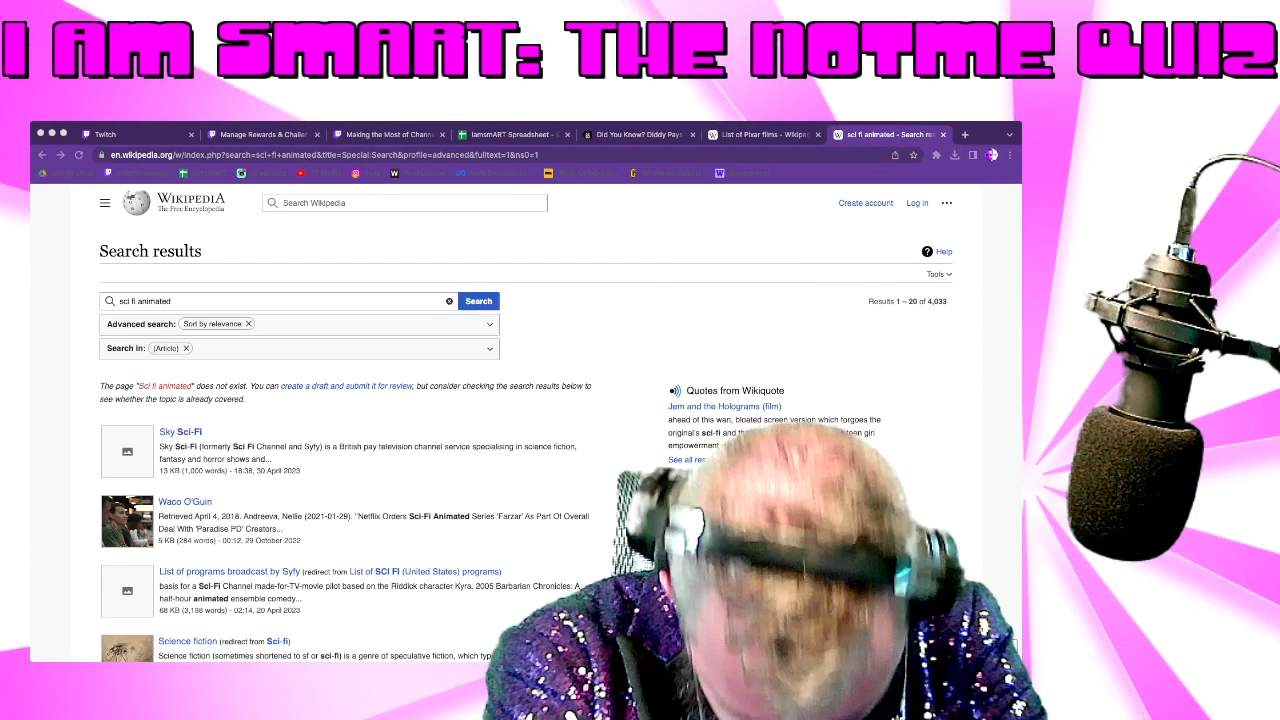 I AM SMART: THE NOTME QUIZ
Twitch
Manage Rewards & Challen
Making the Most of Chann
IamsmART Spreadsheet -
Did You Know? Diddy Pays
List of Pixar films - Wikipe
sci fi animated - Search res
en.wikipedia.org/w/index.php?search=sci+fi+animated&title=Special:Search&profile=advanced&fulltext=1&ns0=1
WIKIPEDIA
The Free Encyclopedia
Search Wikipedia
Create account Log in
Search results
Help
Tools
sci fi animated
Search
Results 1 – 20 of 4,033
Advanced search: Sort by relevance
Search in: (Article)
The page "Sci fi animated" does not exist. You can create a draft and submit it for review, but consider checking the search results below to
see whether the topic is already covered.
Sky Sci-Fi
Sky Sci-Fi (formerly Sci Fi Channel and Syfy) is a British pay television channel service specialising in science fiction,
fantasy and horror shows...
13 KB (1,000 words) - 18:38, 30 April 2023
Waco O'Guin
Retrieved April 4, 2018. Andreeva, Nellie (2021-01-29). "Netflix Orders Sci-Fi Animated Series 'Farzar' As Part Of Overall
Deal With 'Paradise PD' Creators...
5 KB (284 words) - 00:12, 29 October 2022
List of programs broadcast by Syfy (redirect from List of SCI FI (United States) programs)
basis for a Sci-Fi Channel made-for-TV-movie pilot based on the Riddick character Kyra. 2005 Barbarian Chronicles: A
half-hour animated ensemble comedy...
68 KB (3,198 words) - 02:14, 20 April 2023
Science fiction (redirect from Sci-fi)
Science fiction (sometimes shortened to sf or sci-fi) is a genre of speculative fiction, which typ
Quotes from Wikiquote
Jem and the Holograms (film)
ahead of this wan, bloated screen version which forgoes the
original's sci-fi and th een girl
empowerment
See all res